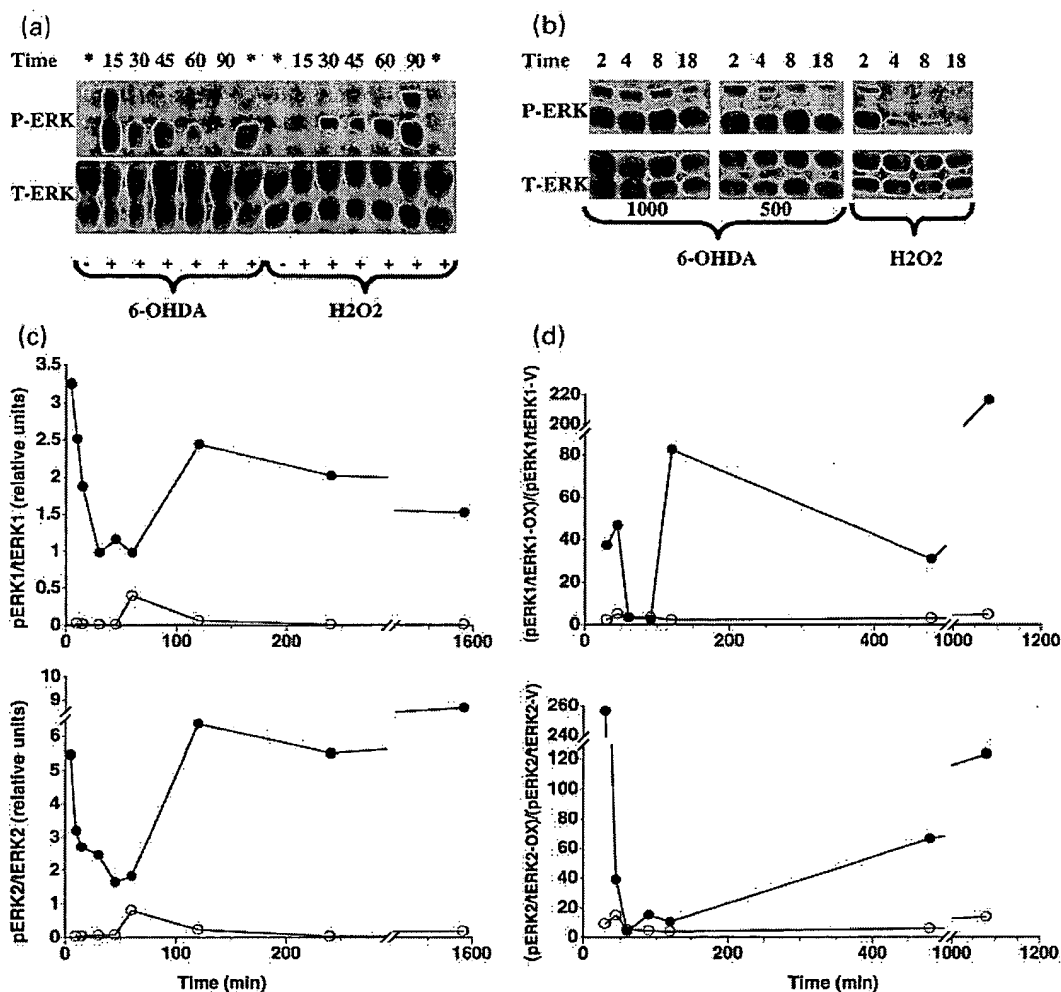 (a)
Time * 15 30 45 60 90 * * 15 30 45 60 90 *
P-ERK
T-ERK
- + + + + + + - + + + + + +
6-OHDA H2O2
(b)
Time 2 4 8 18 2 4 8 18 2 4 8 18
P-ERK
T-ERK
1000 500
6-OHDA H2O2
(c)
pERK1/tERK1 (relative units)
3.5
3
2.5
2
1.5
1
0.5
0
0 100 200 1600
pERK2/tERK2 (relative units)
10
9
8
6
5
4
3
2
1
0
0 100 200 1600
Time (min)
(d)
(pERK1/tERK1-OX)/(pERK1/tERK1-V)
220
200
80
60
40
20
0
0 200 400 1000 1200
(pERK2/tERK2-OX)/(pERK2/tERK2-V)
260
240
120
100
80
60
40
20
0
0 200 400 1000 1200
Time (min)